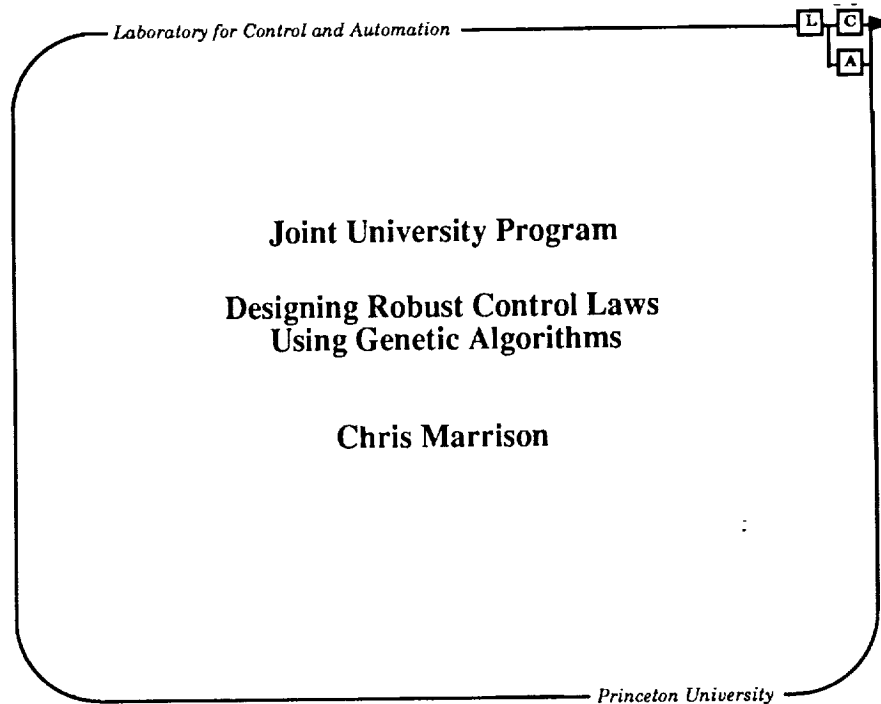 Laboratory for Control and Automation
L C
A
Joint University Program
Designing Robust Control Laws
Using Genetic Algorithms
Chris Marrison
Princeton University